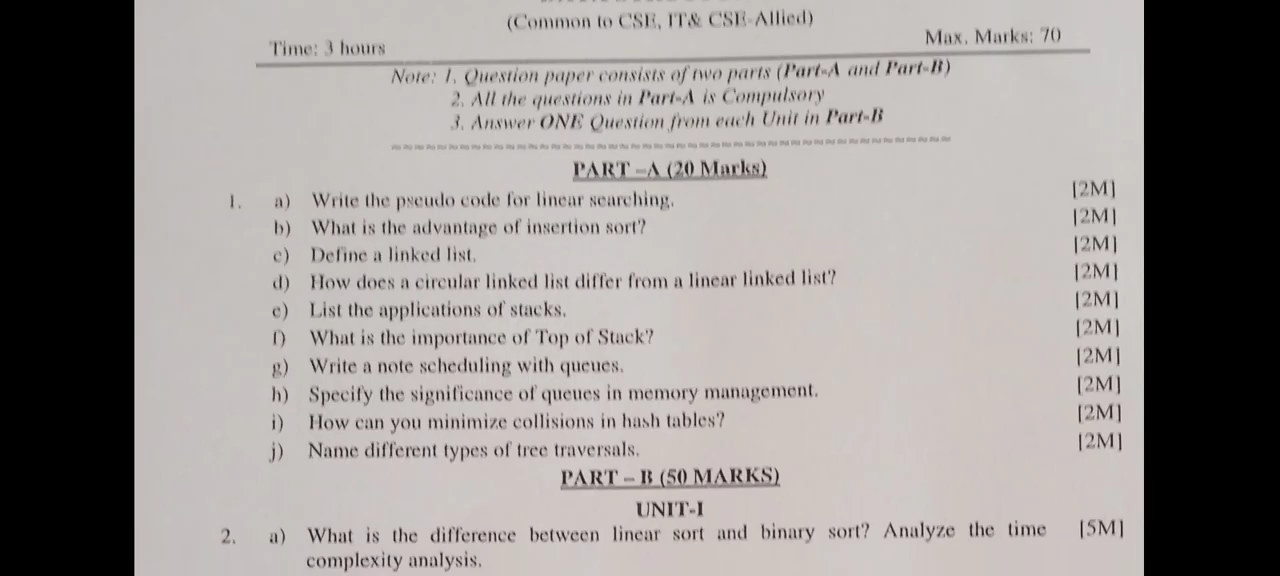 (Common to CSE, IT& CSE-Allied)
Time: 3 hours Max. Marks: 70
Note: 1. Question paper consists of two parts (Part-A and Part-B)
2. All the questions in Part-A is Compulsory
3. Answer ONE Question from each Unit in Part-B
PART –A (20 Marks)
1. a) Write the pseudo code for linear searching. [2M]
b) What is the advantage of insertion sort? [2M]
c) Define a linked list. [2M]
d) How does a circular linked list differ from a linear linked list? [2M]
e) List the applications of stacks. [2M]
f) What is the importance of Top of Stack? [2M]
g) Write a note scheduling with queues. [2M]
h) Specify the significance of queues in memory management. [2M]
i) How can you minimize collisions in hash tables? [2M]
j) Name different types of tree traversals. [2M]
PART – B (50 MARKS)
UNIT-I
2. a) What is the difference between linear sort and binary sort? Analyze the time [5M]
complexity analysis.